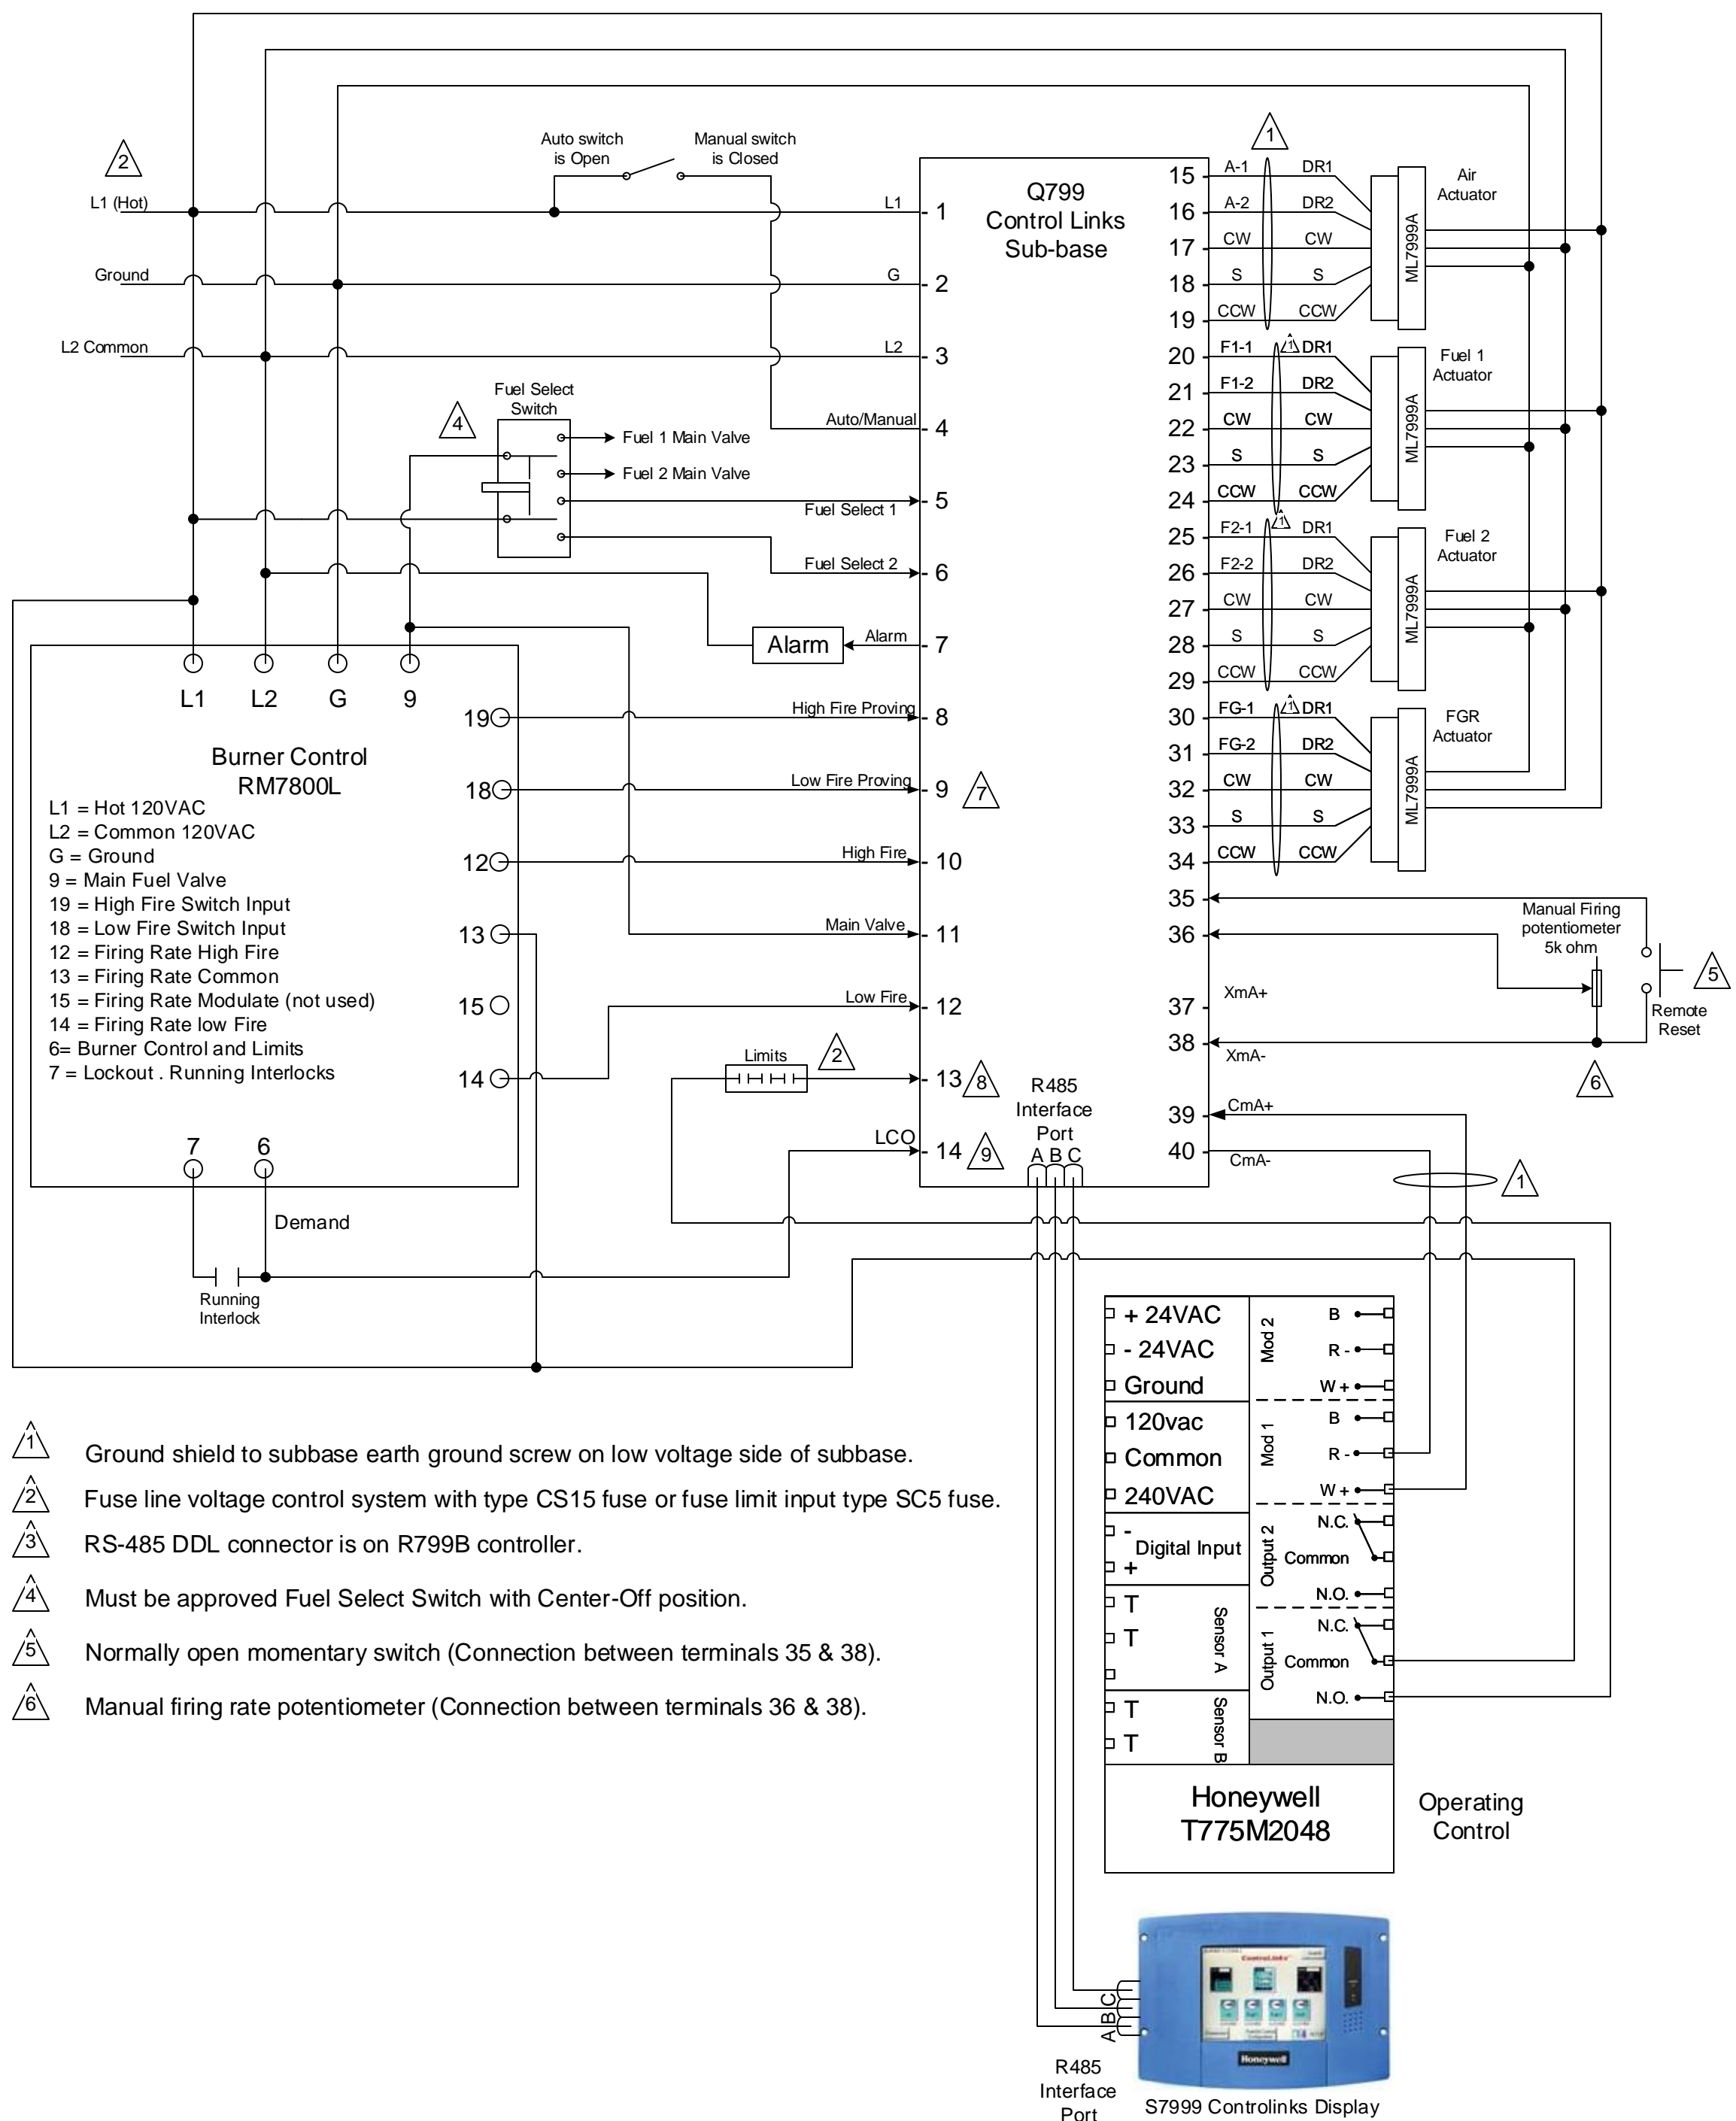 2
L1 (Hot)
Ground
L2 Common
Auto switch
is Open
Manual switch
is Closed
L1
G
L2
Auto/Manual
4
Fuel Select
Switch
Fuel 1 Main Valve
Fuel 2 Main Valve
Fuel Select 1
Fuel Select 2
Alarm
Alarm
High Fire Proving
Low Fire Proving
High Fire
Main Valve
Low Fire
Limits
2
LCO
Q799
Control Links
Sub-base
- 1
- 2
- 3
- 4
- 5
- 6
- 7
- 8
- 9
7
- 10
- 11
- 12
- 13
8
- 14
9
R485
Interface
Port
A B C
L1
L2
G
9
19
18
12
13
15
14
Burner Control
RM7800L
L1 = Hot 120VAC
L2 = Common 120VAC
G = Ground
9 = Main Fuel Valve
19 = High Fire Switch Input
18 = Low Fire Switch Input
12 = Firing Rate High Fire
13 = Firing Rate Common
15 = Firing Rate Modulate (not used)
14 = Firing Rate low Fire
6= Burner Control and Limits
7 = Lockout . Running Interlocks
7
6
Demand
Running
Interlock
1
15 A-1 DR1
16 A-2 DR2
17 CW CW
18 S S
19 CCW CCW
ML7999A
Air
Actuator
20 F1-1 1 DR1
21 F1-2 DR2
22 CW CW
23 S S
24 CCW CCW
ML7999A
Fuel 1
Actuator
25 F2-1 1 DR1
26 F2-2 DR2
27 CW CW
28 S S
29 CCW CCW
ML7999A
Fuel 2
Actuator
30 FG-1 1 DR1
31 FG-2 DR2
32 CW CW
33 S S
34 CCW CCW
ML7999A
FGR
Actuator
35
36
37 XmA+
38 XmA-
39 CmA+
40 CmA-
Manual Firing
potentiometer
5k ohm
5
Remote
Reset
6
1
+ 24VAC
- 24VAC
Ground
120vac
Common
240VAC
-
Digital Input
+
T
T
Sensor A
T
T
Sensor B
Mod 2
B
R -
W +
Mod 1
B
R -
W +
Output 2
N.C.
Common
N.O.
Output 1
N.C.
Common
N.O.
Honeywell
T775M2048
Operating
Control
1 Ground shield to subbase earth ground screw on low voltage side of subbase.
2 Fuse line voltage control system with type CS15 fuse or fuse limit input type SC5 fuse.
3 RS-485 DDL connector is on R799B controller.
4 Must be approved Fuel Select Switch with Center-Off position.
5 Normally open momentary switch (Connection between terminals 35 & 38).
6 Manual firing rate potentiometer (Connection between terminals 36 & 38).
A B C
R485
Interface
Port
ControLinks
Honeywell
S7999 Controlinks Display